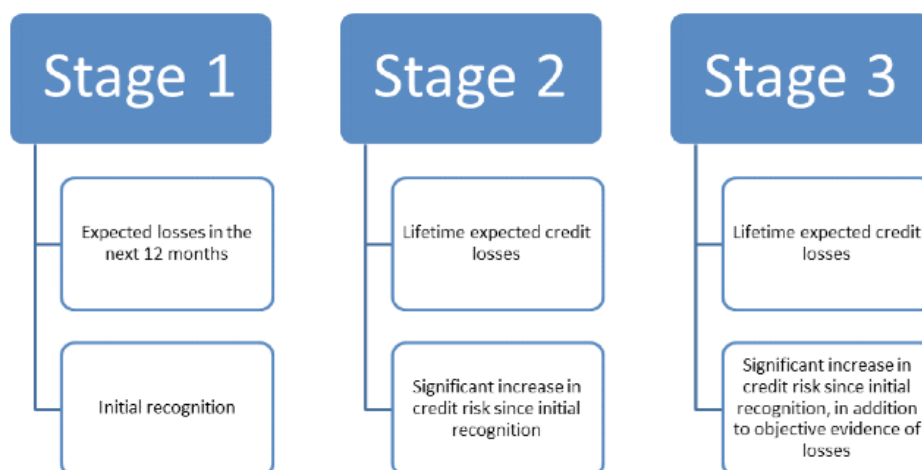 Stage 1
Expected losses in the
next 12 months
Initial recognition
Stage 2
Lifetime expected credit
losses
Significant increase in
credit risk since initial
recognition
Stage 3
Lifetime expected credit
losses
Significant increase in
credit risk since initial
recognition, in addition
to objective evidence of
losses